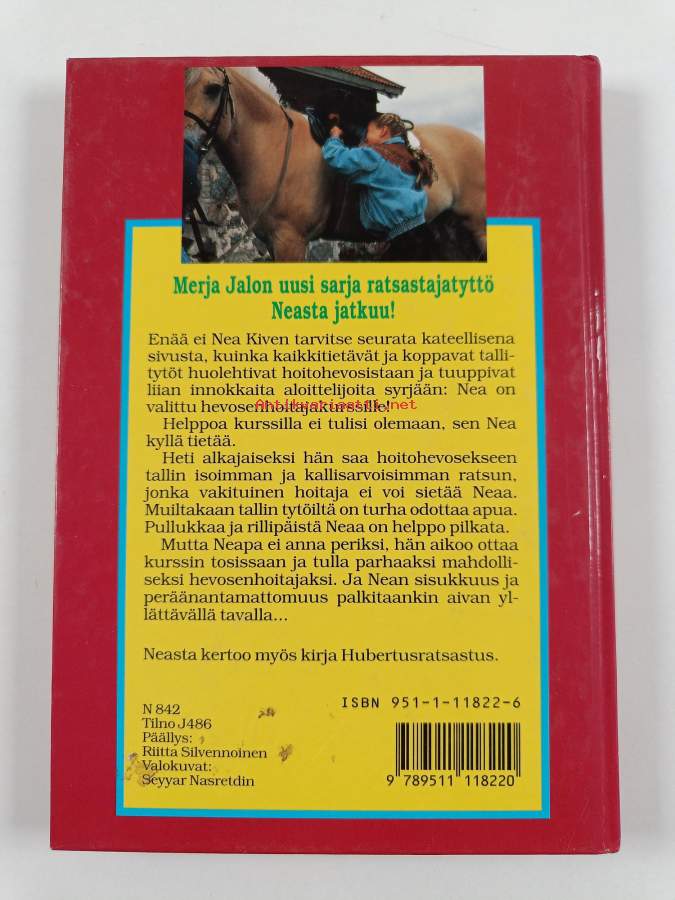 Merja Jalon uusi sarja ratsastajatyttö
Neasta jatkuu!
Enää ei Nea Kiven tarvitse seurata kateellisena
sivusta, kuinka kaikkitietävät ja koppavat talli-
tytöt huolehtivat hoitohevosistaan ja tuuppivat
liian innokkaita aloittelijoita syrjään: Nea on
valittu hevosenhoitajakurssille!
Antikvariaatti.net
Helppoa kurssilla ei tulisi olemaan, sen Nea
kyllä tietää.
Heti alkajaiseksi hän saa hoitohevosekseen
tallin isoimman ja kallisarvoisimman ratsun,
jonka vakituinen hoitaja ei voi sietää Neaa.
Muiltakaan tallin tytöiltä on turha odottaa apua.
Pullukkaa ja rillipäistä Neaa on helppo pilkata.
Mutta Neapa ei anna periksi, hän aikoo ottaa
kurssin tosissaan ja tulla parhaaksi mahdolli-
seksi hevosenhoitajaksi. Ja Nean sisukkuus ja
peräänantamattomuus palkitaankin aivan yl-
lättävällä tavalla...
Neasta kertoo myös kirja Hubertusratsastus.
N 842
Tilno J486
Päällys:
Riitta Silvennoinen
Valokuvat:
Seyyar Nasretdin
ISBN 951-1-11822-6
9 789511 118220